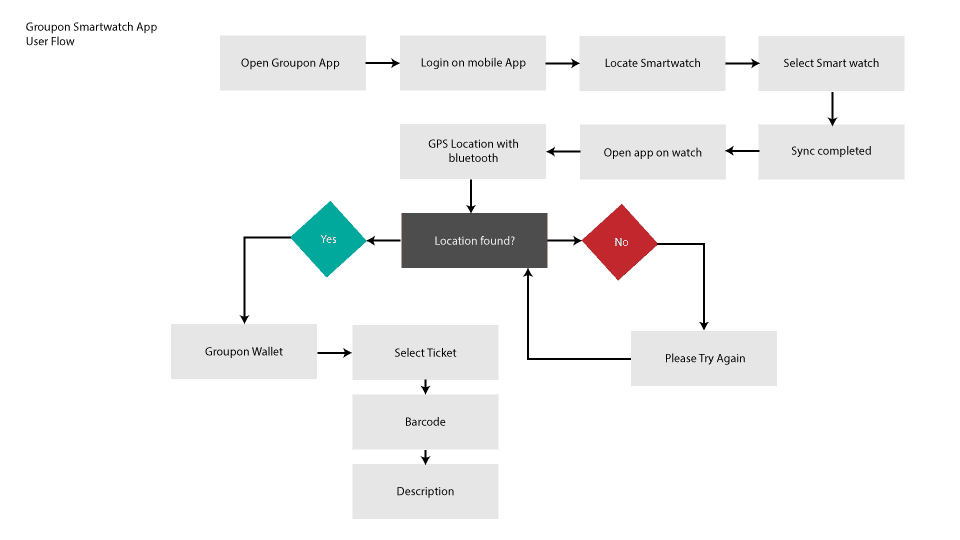 Groupon Smartwatch App
User Flow
Open Groupon App
Login on mobile App
Locate Smartwatch
Select Smart watch
GPS Location with
bluetooth
Open app on watch
Sync completed
Yes
Location found?
No
Groupon Wallet
Select Ticket
Please Try Again
Barcode
Description